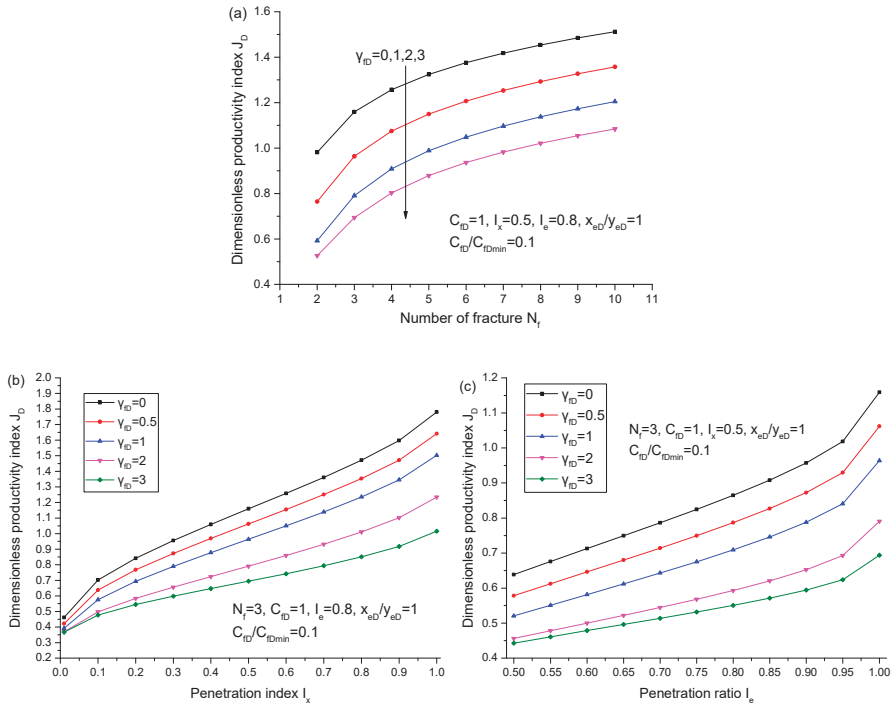 (a)
1.6
1.4
1.2
1.0
0.8
0.6
0.4
Dimensionless productivity index J_D
γ_fD=0,1,2,3
C_fD=1, I_x=0.5, I_e=0.8, x_eD/y_eD=1
C_fD/C_fDmin=0.1
1 2 3 4 5 6 7 8 9 10 11
Number of fracture N_f
(b)
2.0
1.9
1.8
1.7
1.6
1.5
1.4
1.3
1.2
1.1
1.0
0.9
0.8
0.7
0.6
0.5
0.4
0.3
0.2
Dimensionless productivity index J_D
γ_fD=0
γ_fD=0.5
γ_fD=1
γ_fD=2
γ_fD=3
N_f=3, C_fD=1, I_e=0.8, x_eD/y_eD=1
C_fD/C_fDmin=0.1
0.0 0.1 0.2 0.3 0.4 0.5 0.6 0.7 0.8 0.9 1.0
Penetration index I_x
(c)
1.2
1.1
1.0
0.9
0.8
0.7
0.6
0.5
0.4
Dimensionless productivity index J_D
γ_fD=0
γ_fD=0.5
γ_fD=1
γ_fD=2
γ_fD=3
N_f=3, C_fD=1, I_x=0.5, x_eD/y_eD=1
C_fD/C_fDmin=0.1
0.50 0.55 0.60 0.65 0.70 0.75 0.80 0.85 0.90 0.95 1.00
Penetration ratio I_e